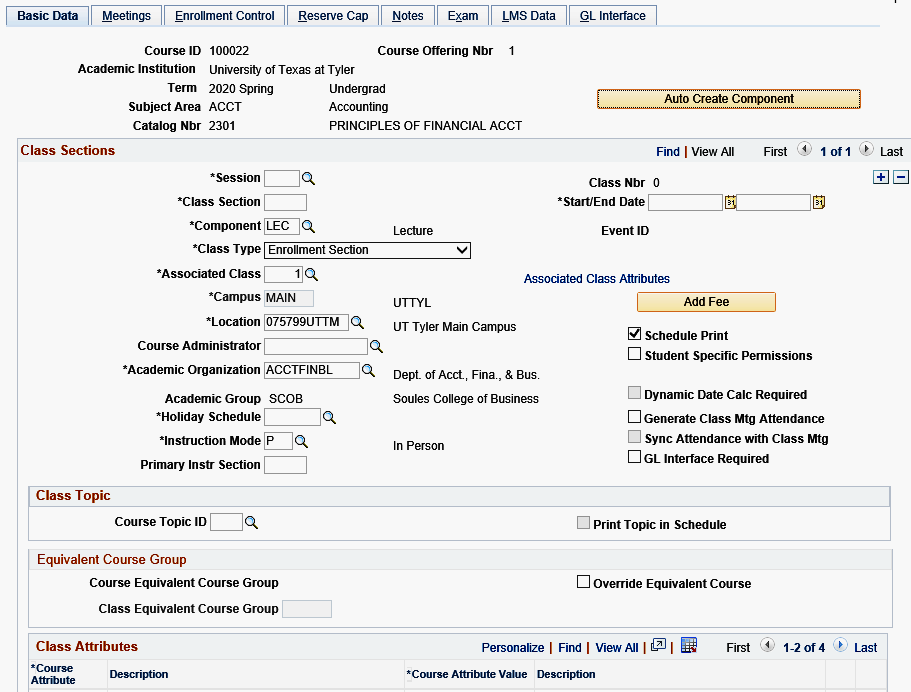 Basic Data Meetings Enrollment Control Reserve Cap Notes Exam LMS Data GL Interface
Course ID 100022 Course Offering Nbr 1
Academic Institution University of Texas at Tyler
Term 2020 Spring Undergrad
Auto Create Component
Subject Area ACCT Accounting
Catalog Nbr 2301 PRINCIPLES OF FINANCIAL ACCT
Class Sections Find | View All First 1 of 1 Last
*Session Class Nbr 0
*Class Section *Start/End Date
*Component LEC Lecture Event ID
*Class Type Enrollment Section
*Associated Class 1 Associated Class Attributes
*Campus MAIN UTTYL Add Fee
*Location 075799UTTM UT Tyler Main Campus
Schedule Print
Course Administrator
Student Specific Permissions
*Academic Organization ACCTFINBL Dept. of Acct., Fina., & Bus.
Dynamic Date Calc Required
Academic Group SCOB Soules College of Business
*Holiday Schedule Generate Class Mtg Attendance
*Instruction Mode P In Person
Sync Attendance with Class Mtg
GL Interface Required
Primary Instr Section
Class Topic
Course Topic ID Print Topic in Schedule
Equivalent Course Group
Course Equivalent Course Group Override Equivalent Course
Class Equivalent Course Group
Class Attributes Personalize | Find | View All | | First 1-2 of 4 Last
*Course Attribute Description *Course Attribute Value Description